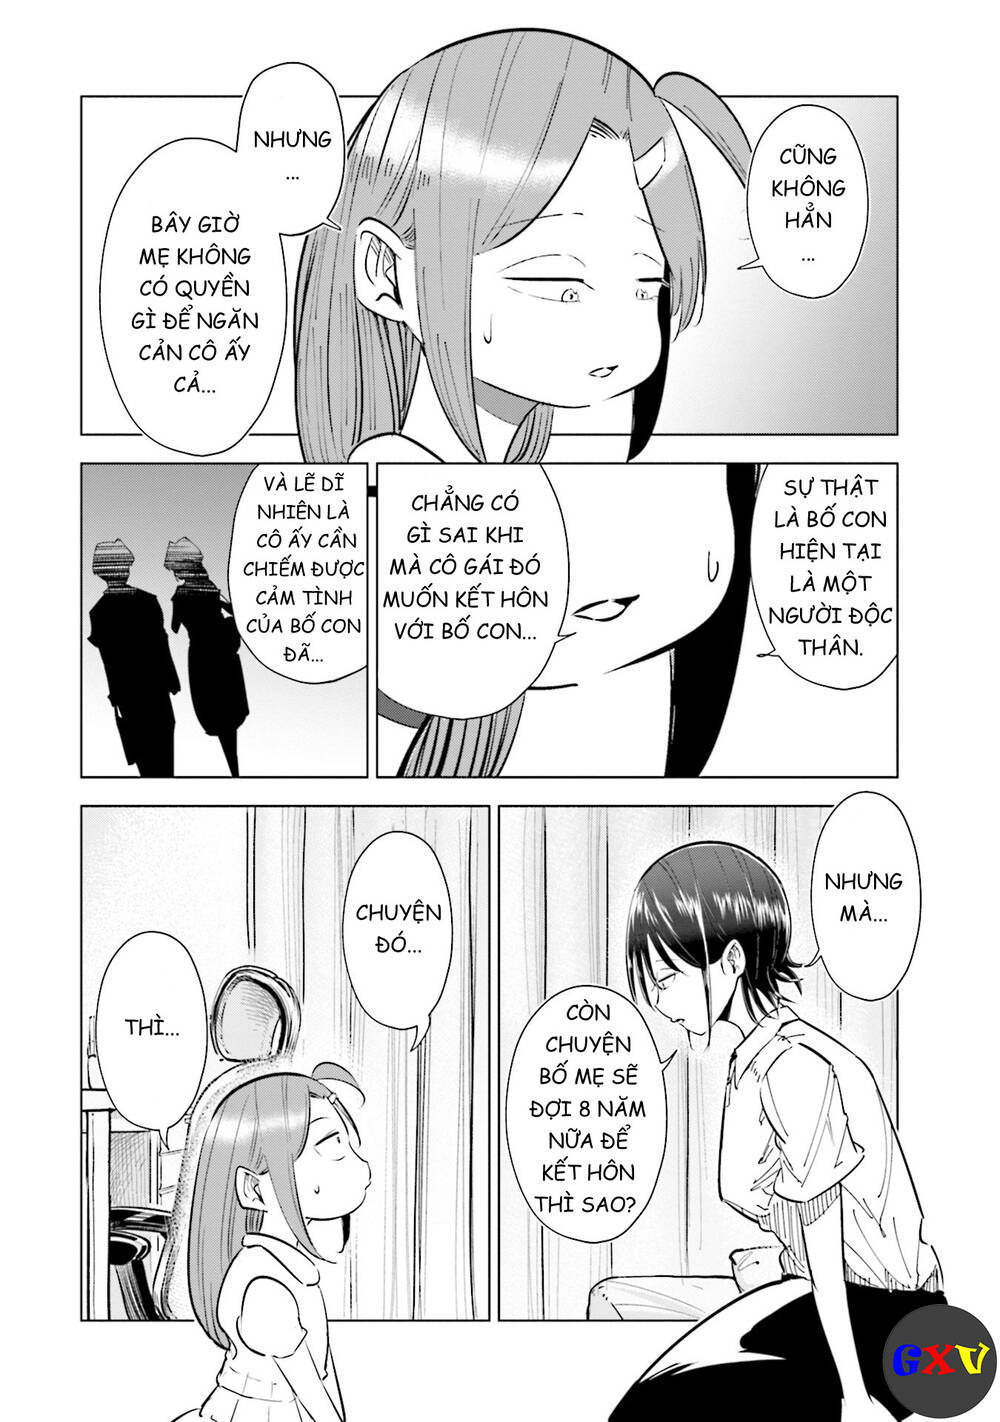 CŨNG
KHÔNG
HẲN
...
NHƯNG
...
BÂY GIỜ
MẸ KHÔNG
CÓ QUYỀN
GÌ ĐỂ NGĂN
CẢN CÔ ẤY
CẢ...
SỰ THẬT
LÀ BỐ CON
HIỆN TẠI
LÀ MỘT
NGƯỜI ĐỘC
THÂN.
CHẲNG CÓ
GÌ SAI KHI
MÀ CÔ GÁI ĐÓ
MUỐN KẾT HÔN
VỚI BỐ CON...
VÀ LẼ DĨ
NHIÊN LÀ
CÔ ẤY CẦN
CHIẾM ĐƯỢC
CẢM TÌNH
CỦA BỐ CON
ĐÃ...
NHƯNG
MÀ...
CÒN
CHUYỆN
BỐ MẸ SẼ
ĐỢI 8 NĂM
NỮA ĐỂ
KẾT HÔN
THÌ SAO?
CHUYỆN
ĐÓ...
THÌ...
GXV